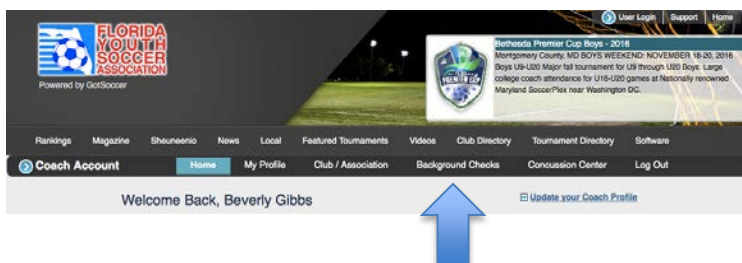 User Login Support Home
FLORIDA
YOUTH
SOCCER
ASSOCIATION
Powered by GotSoccer
PREMIER CUP
Bethesda Premier Cup Boys - 2016
Montgomery County, MD BOYS WEEKEND: NOVEMBER 18-20, 2016
Boys U9-U20 Major fall tournament for U9 through U20 Boys. Large
college coach attendance for U15-U20 games at Nationally renowned
Maryland SoccerPlex near Washington DC.
Rankings Magazine Sheuneenio News Local Featured Tournaments Videos Club Directory Tournament Directory Software
Coach Account Home My Profile Club / Association Background Checks Concussion Center Log Out
Welcome Back, Beverly Gibbs
Update your Coach Profile